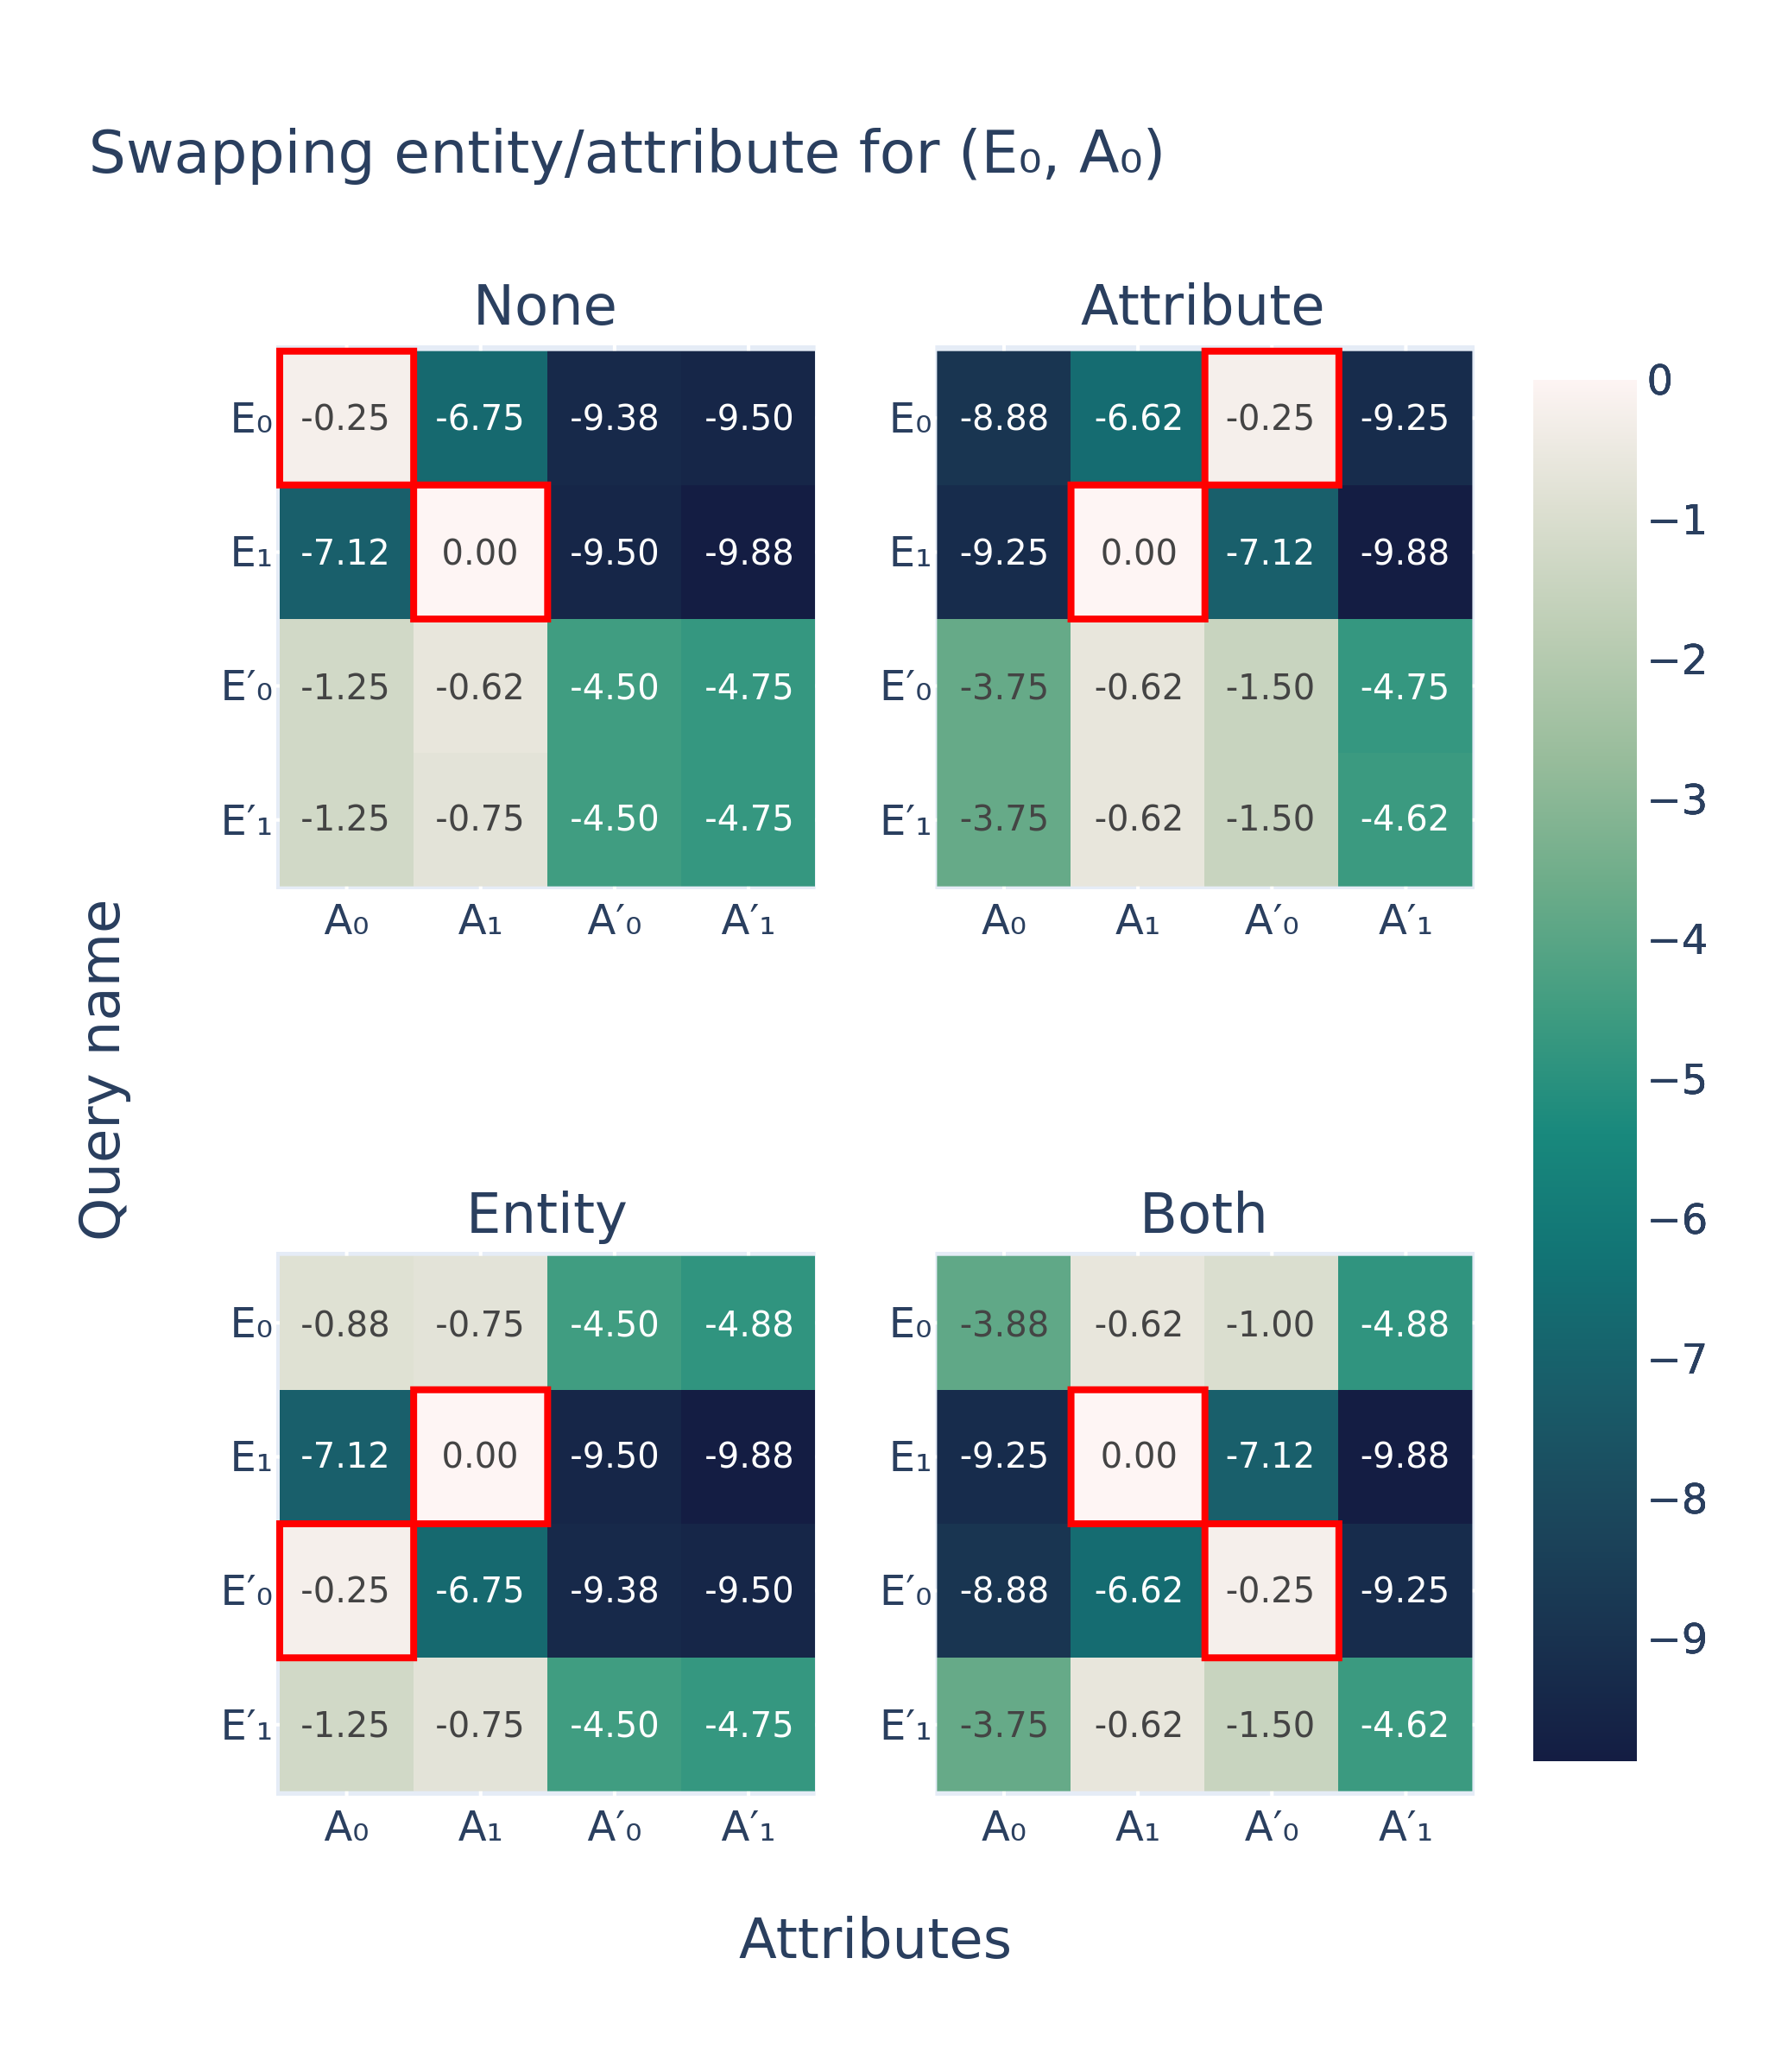 Swapping entity/attribute for (E₀, A₀)
None
E₀ -0.25 -6.75 -9.38 -9.50
E₁ -7.12 0.00 -9.50 -9.88
E′₀ -1.25 -0.62 -4.50 -4.75
E′₁ -1.25 -0.75 -4.50 -4.75
A₀ A₁ A′₀ A′₁
Attribute
E₀ -8.88 -6.62 -0.25 -9.25
E₁ -9.25 0.00 -7.12 -9.88
E′₀ -3.75 -0.62 -1.50 -4.75
E′₁ -3.75 -0.62 -1.50 -4.62
A₀ A₁ A′₀ A′₁
Entity
E₀ -0.88 -0.75 -4.50 -4.88
E₁ -7.12 0.00 -9.50 -9.88
E′₀ -0.25 -6.75 -9.38 -9.50
E′₁ -1.25 -0.75 -4.50 -4.75
A₀ A₁ A′₀ A′₁
Both
E₀ -3.88 -0.62 -1.00 -4.88
E₁ -9.25 0.00 -7.12 -9.88
E′₀ -8.88 -6.62 -0.25 -9.25
E′₁ -3.75 -0.62 -1.50 -4.62
A₀ A₁ A′₀ A′₁
Query name
Attributes
0
−1
−2
−3
−4
−5
−6
−7
−8
−9